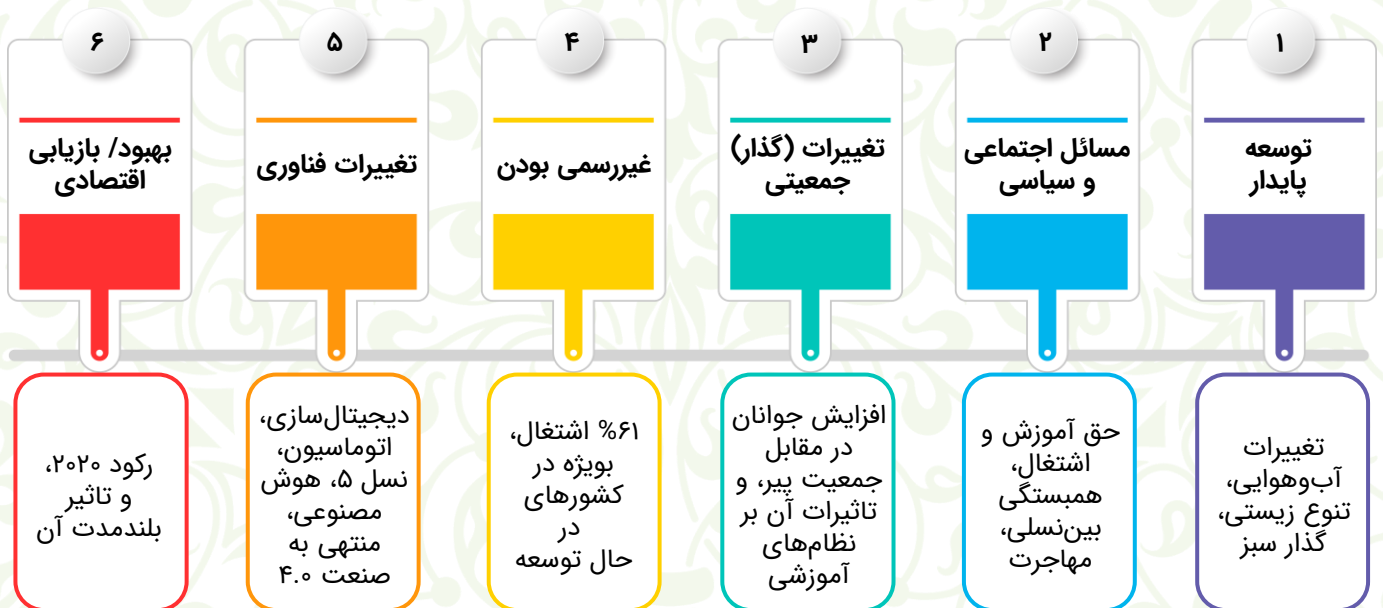 ۱
توسعه
پایدار
تغییرات
آب‌وهوایی،
تنوع زیستی،
گذار سبز
۲
مسائل اجتماعی
و سیاسی
حق آموزش و
اشتغال،
همبستگی
بین‌نسلی،
مهاجرت
۳
تغییرات (گذار)
جمعیتی
افزایش جوانان
در مقابل
جمعیت پیر، و
تاثیرات آن بر
نظام‌های
آموزشی
۴
غیررسمی بودن
۶۱% اشتغال،
بویژه در
کشورهای
در
حال توسعه
۵
تغییرات فناوری
دیجیتال‌سازی،
اتوماسیون،
نسل ۵، هوش
مصنوعی،
منتهی به
صنعت ۴.۰
۶
بهبود/ بازیابی
اقتصادی
رکود ۲۰۲۰،
و تاثیر
بلندمدت آن